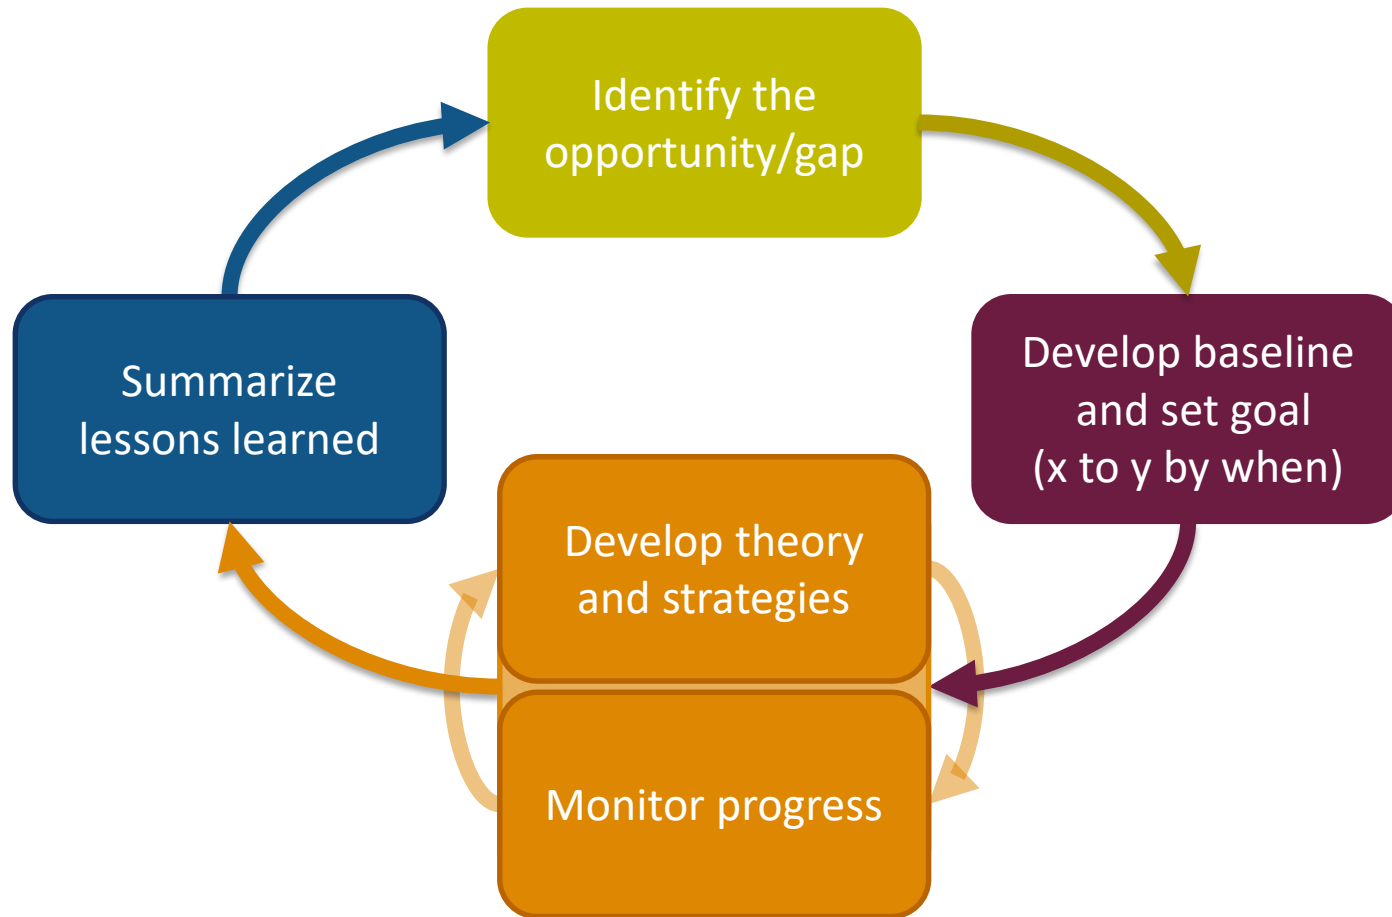 Identify the
opportunity/gap
Develop baseline
and set goal
(x to y by when)
Develop theory
and strategies
Monitor progress
Summarize
lessons learned